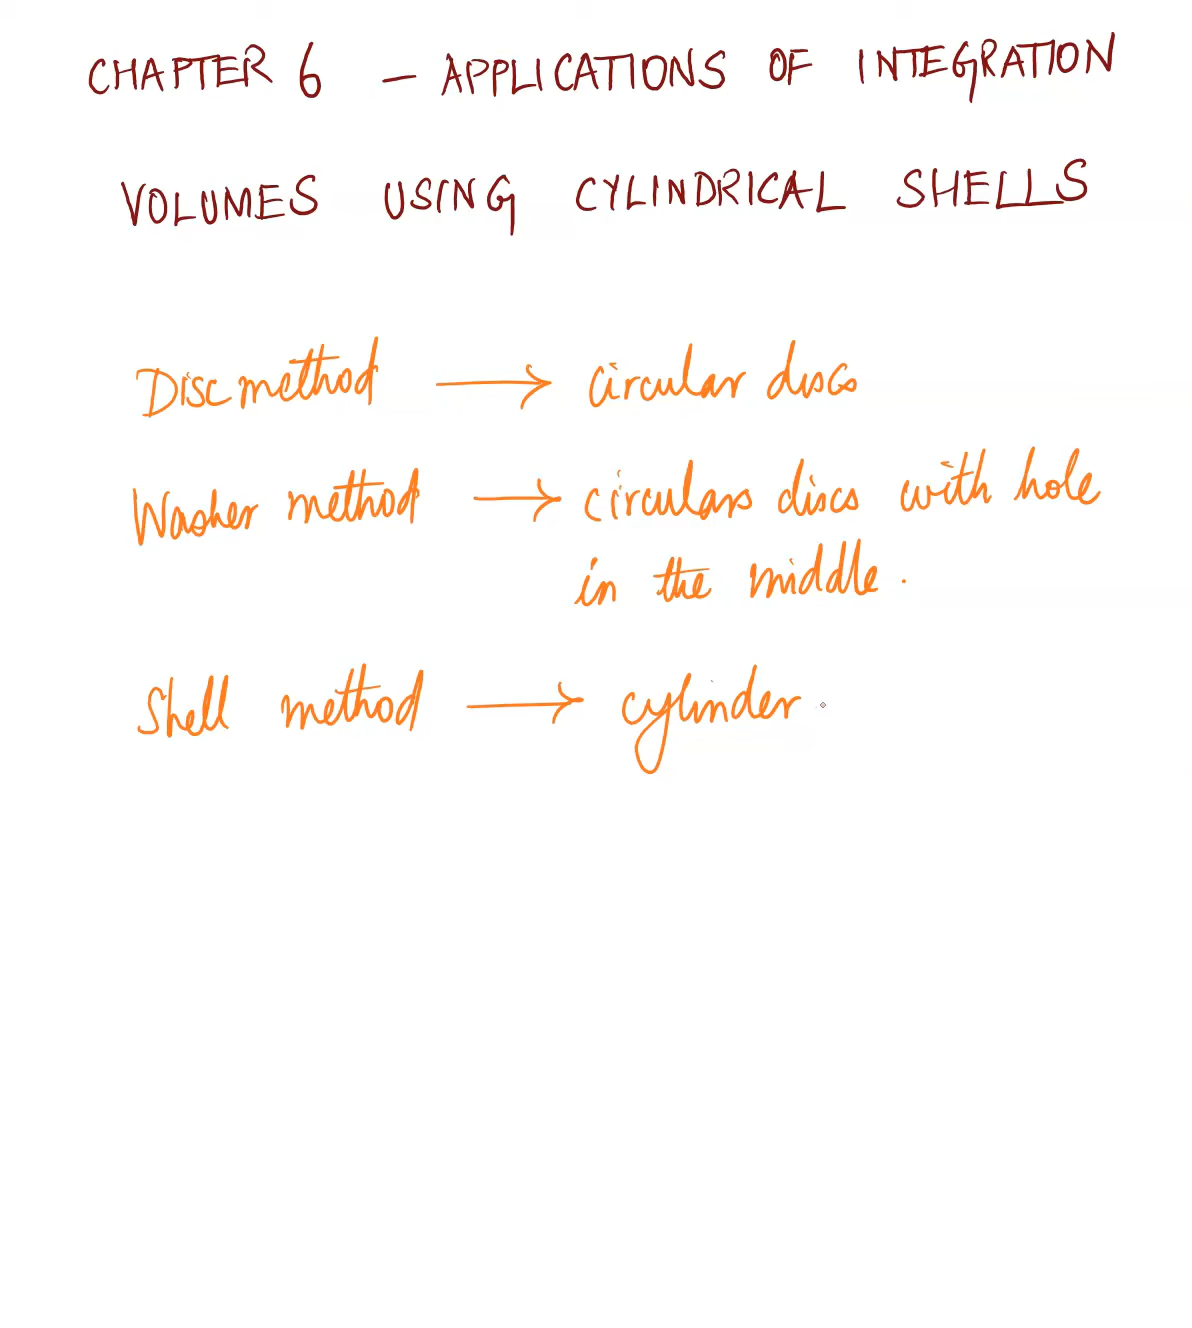 CHAPTER 6 – APPLICATIONS OF INTEGRATION
VOLUMES USING CYLINDRICAL SHELLS
Disc method → circular discs
Washer method → circulars discs with hole
in the middle.
Shell method → cylinder.